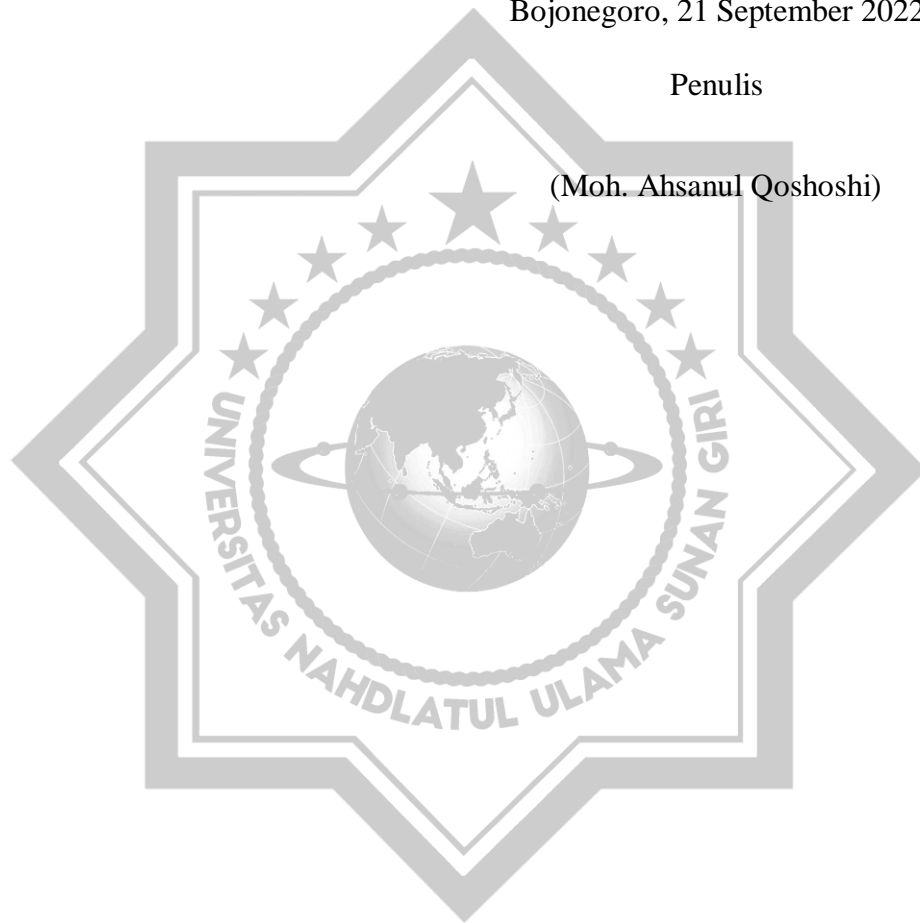 Bojonegoro, 21 September 2022
Penulis
(Moh. Ahsanul Qoshoshi)
UNIVERSITAS NAHDLATUL ULAMA SUNAN GIRI